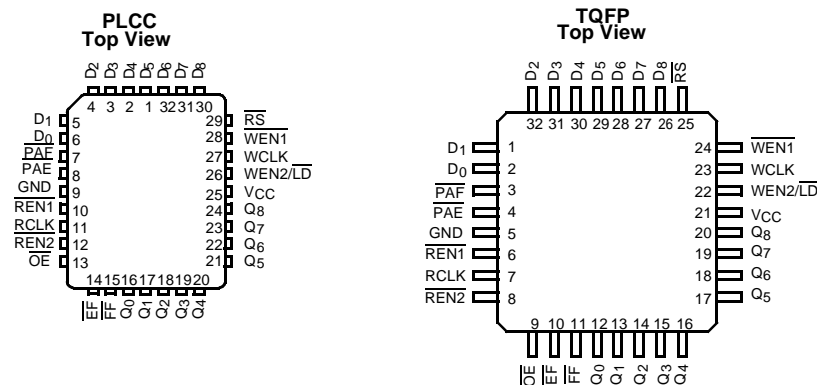 PLCC
Top View
D2 D3 D4 D5 D6 D7 D8
4 3 2 1 32 31 30
D1 5
D0 6
PAF 7
PAE 8
GND 9
REN1 10
RCLK 11
REN2 12
OE 13
29 RS
28 WEN1
27 WCLK
26 WEN2/LD
25 VCC
24 Q8
23 Q7
22 Q6
21 Q5
14 15 16 17 18 19 20
EF FF Q0 Q1 Q2 Q3 Q4
TQFP
Top View
D2 D3 D4 D5 D6 D7 D8 RS
32 31 30 29 28 27 26 25
D1 1
D0 2
PAF 3
PAE 4
GND 5
REN1 6
RCLK 7
REN2 8
24 WEN1
23 WCLK
22 WEN2/LD
21 VCC
20 Q8
19 Q7
18 Q6
17 Q5
9 10 11 12 13 14 15 16
OE EF FF Q0 Q1 Q2 Q3 Q4